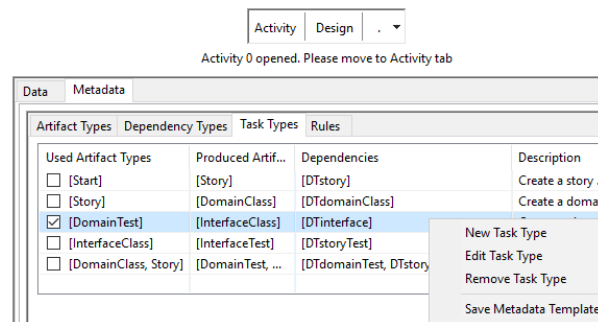 Activity Design .
Activity 0 opened. Please move to Activity tab
Data Metadata
Artifact Types Dependency Types Task Types Rules
Used Artifact Types Produced Artif... Dependencies Description
[Start] [Story] [DTstory] Create a story
[Story] [DomainClass] [DTdomainClass] Create a doma
[DomainTest] [InterfaceClass] [DTinterface]
[InterfaceClass] [InterfaceTest] [DTstoryTest]
[DomainClass, Story] [DomainTest, ... [DTdomainTest, DTstory
New Task Type
Edit Task Type
Remove Task Type
Save Metadata Template